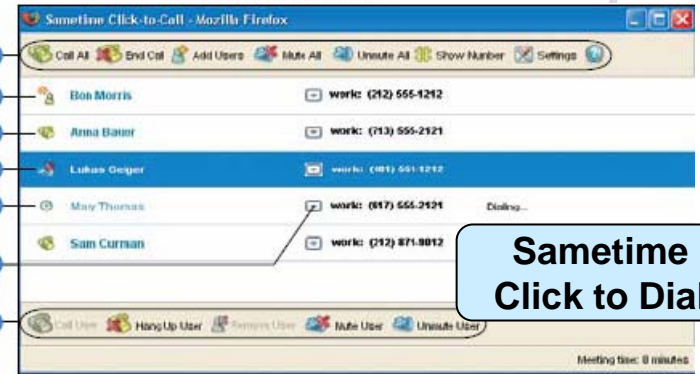 Sametime Click-to-Call - Mozilla Firefox
Call All End Call Add Users Mute All Unmute All Show Number Settings
Bon Morris work: (212) 555-1212
Anna Bauer work: (713) 555-2121
Lukas Geiger work: 551-1212
May Thomas work: (617) 555-2121 Dialing...
Sam Curman work: (212) 871-9012
Sametime
Click to Dial
Call User Hang Up User Remove User Mute User Unmute User
Meeting time: 0 minutes